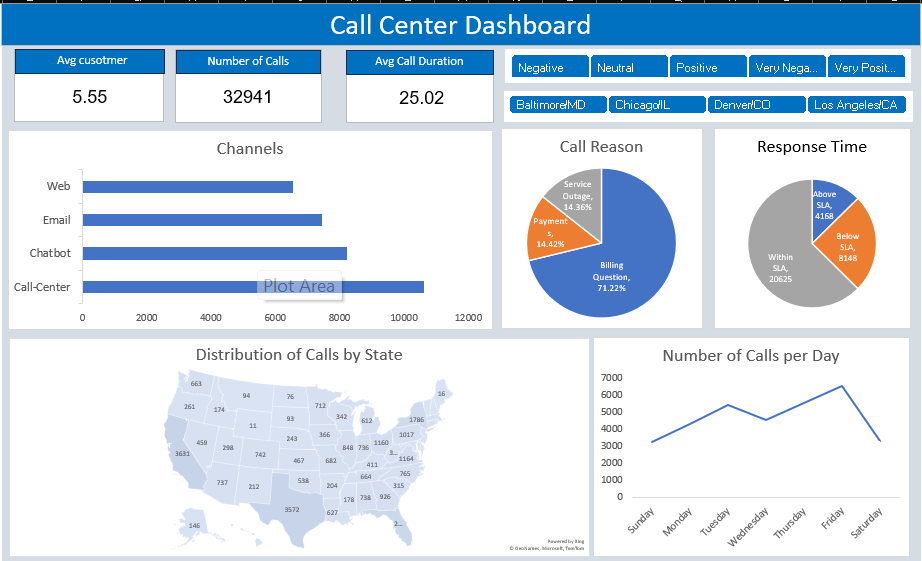 Call Center Dashboard
Avg cusotmer
5.55
Number of Calls
32941
Avg Call Duration
25.02
Negative
Neutral
Positive
Very Nega...
Very Posit...
Baltimore/MD
Chicago/IL
Denver/CO
Los Angeles/CA
Channels
Web
Email
Chatbot
Call-Center
Plot Area
0 2000 4000 6000 8000 10000 12000
Call Reason
Service
Outage,
14.36%
Payment
s,
14.42%
Billing
Question,
71.22%
Response Time
Above
SLA,
4168
Below
SLA,
8148
Within
SLA,
20625
Distribution of Calls by State
663
94
76
16
261
174
712
342
612
1786
11
93
366
1017
459
298
742
243
848
736
1160
3...
1164
3631
467
682
411
765
737
212
538
204
664
315
3572
178
738
926
627
146
2...
Powered by Bing
© GeoNames, Microsoft, TomTom
Number of Calls per Day
7000
6000
5000
4000
3000
2000
1000
0
Sunday
Monday
Tuesday
Wednesday
Thursday
Friday
Saturday